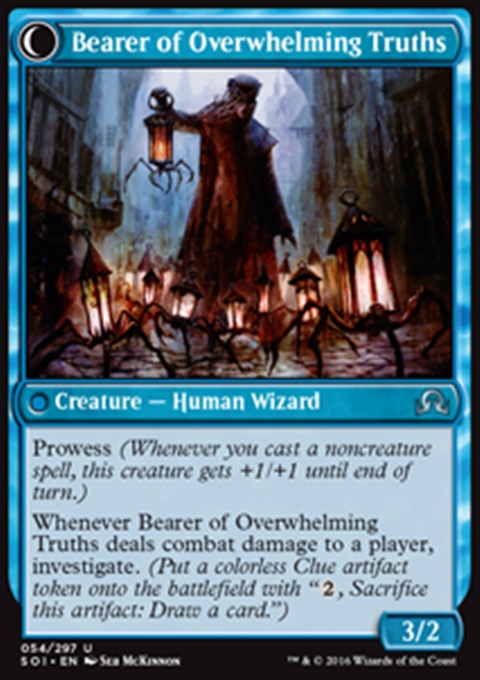 Bearer of Overwhelming Truths
Creature — Human Wizard
Prowess (Whenever you cast a noncreature
spell, this creature gets +1/+1 until end of
turn.)
Whenever Bearer of Overwhelming
Truths deals combat damage to a player,
investigate. (Put a colorless Clue artifact
token onto the battlefield with “2, Sacrifice
this artifact: Draw a card.”)
3/2
054/297 U
SOI • EN Seb McKinnon
™ & © 2016 Wizards of the Coast